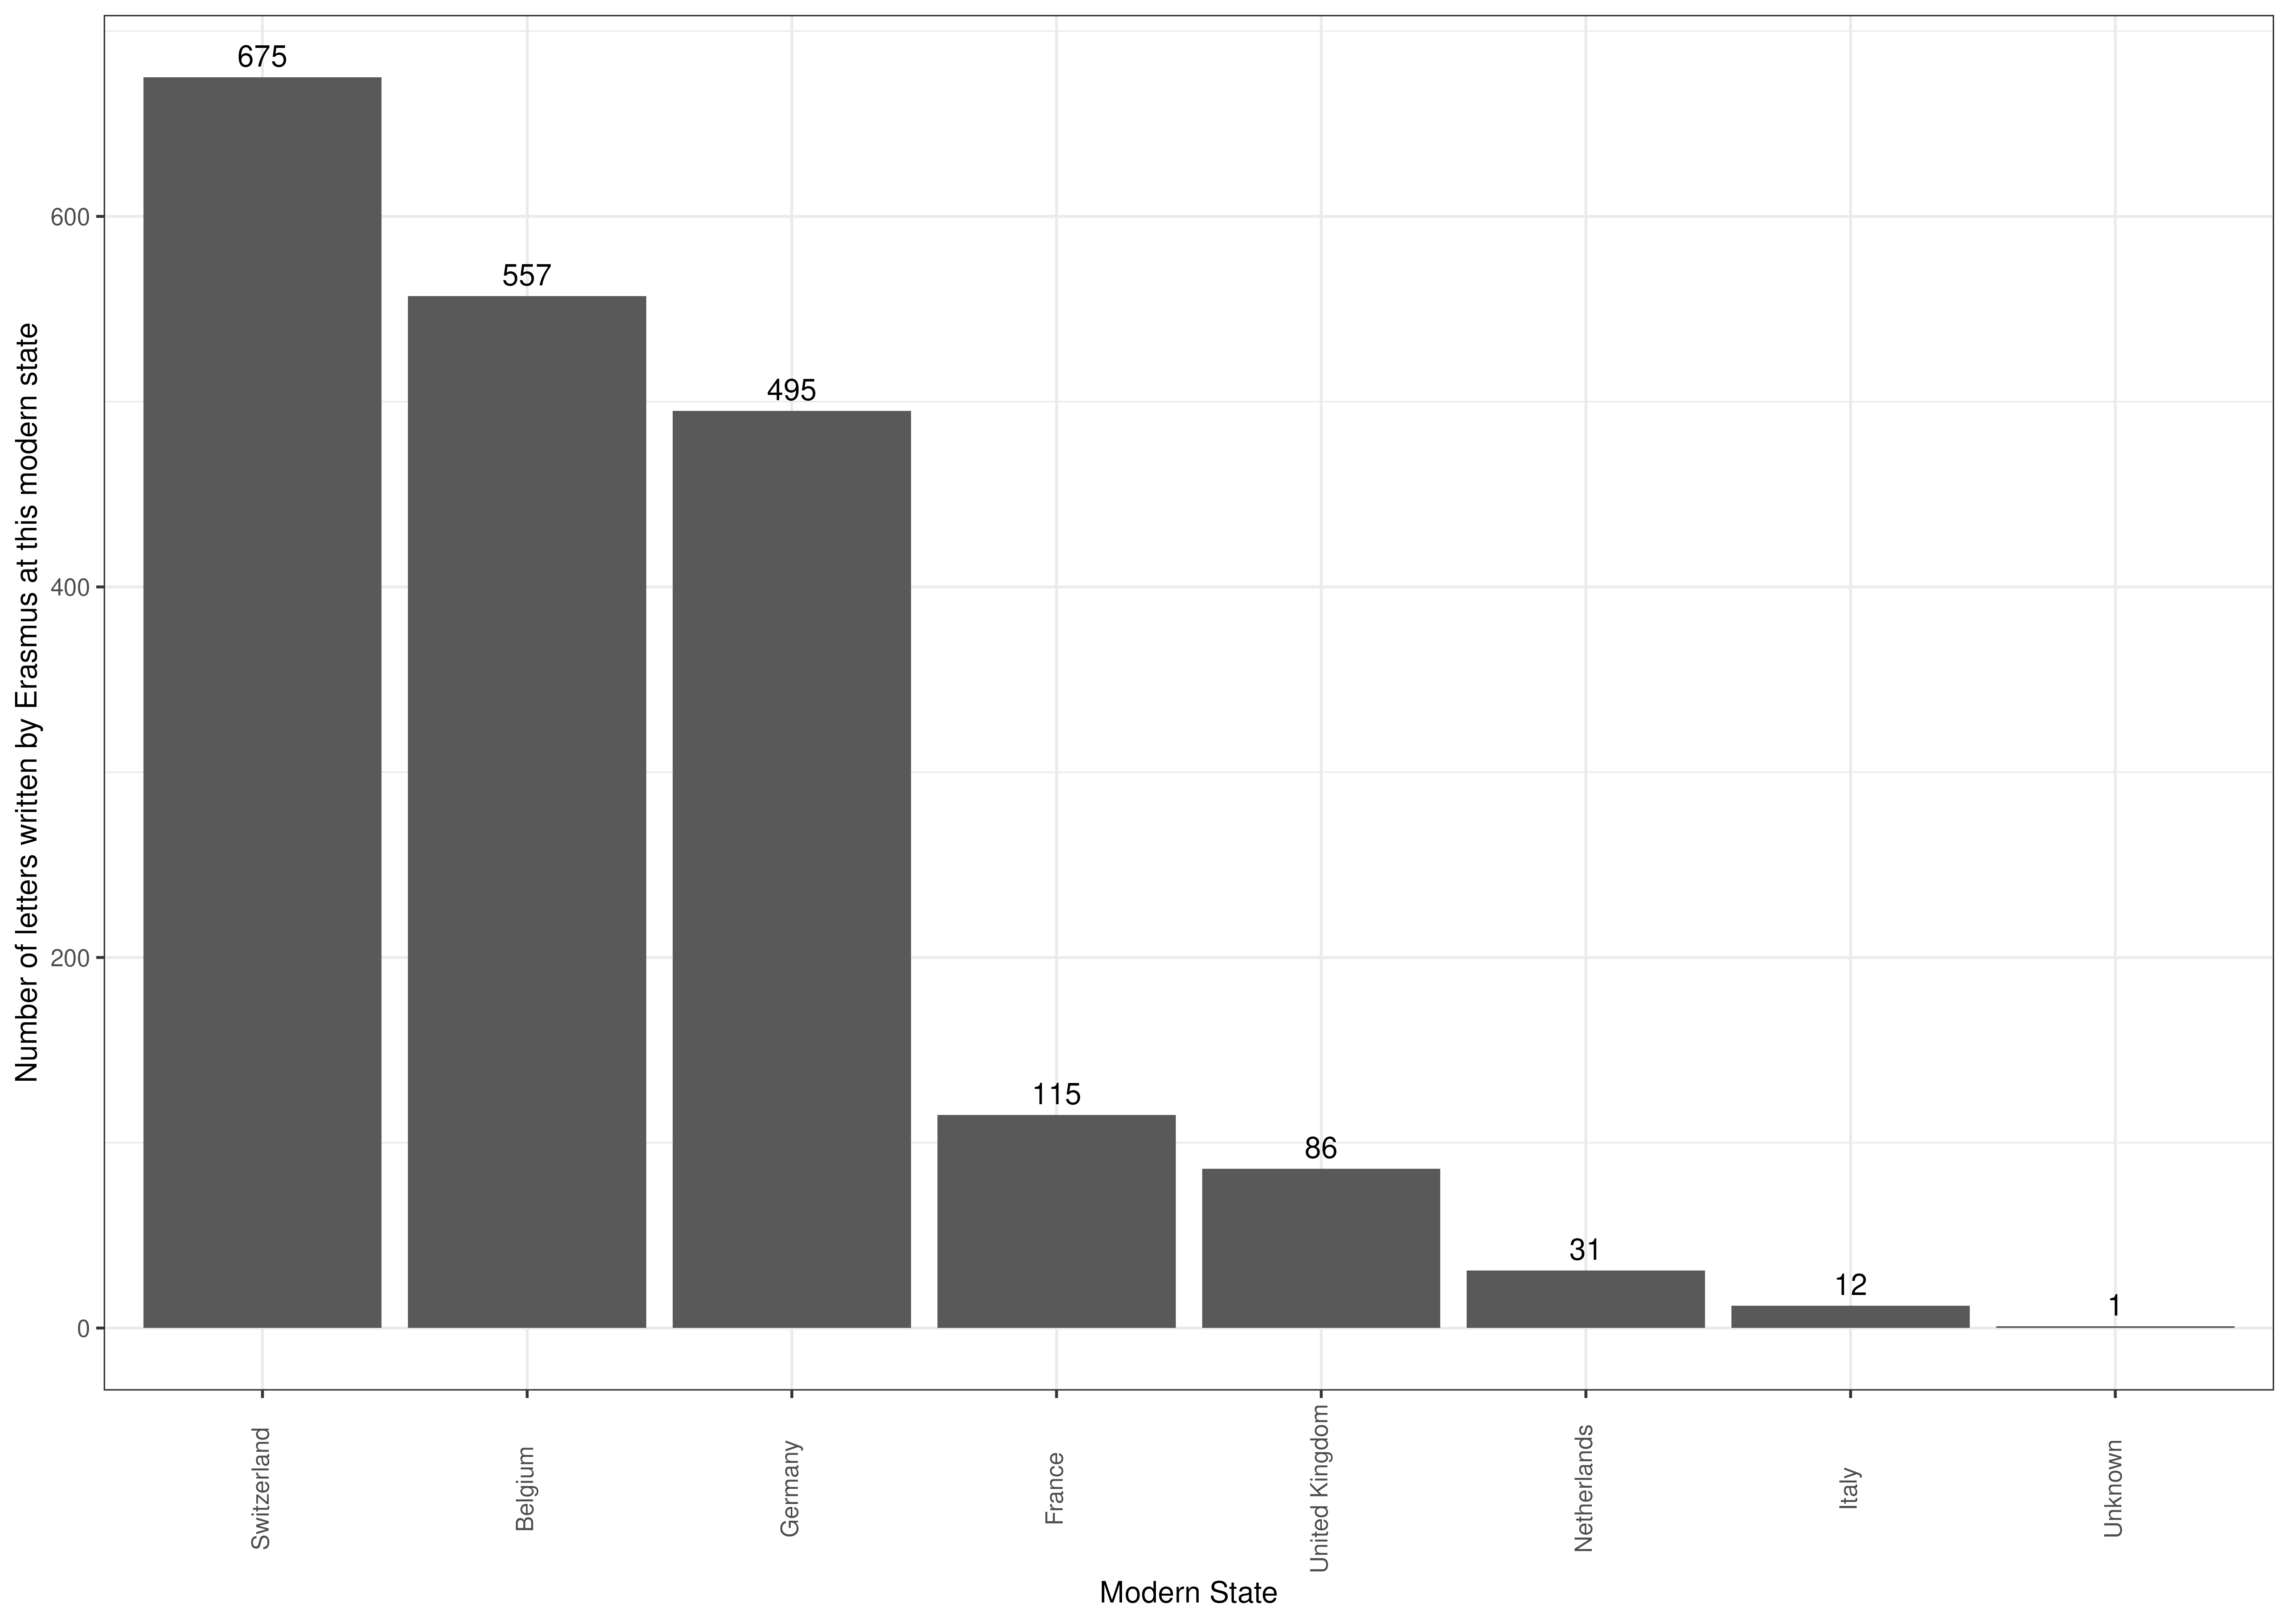 Number of letters written by Erasmus at this modern state
600
400
200
0
675
557
495
115
86
31
12
1
Switzerland
Belgium
Germany
France
United Kingdom
Netherlands
Italy
Unknown
Modern State